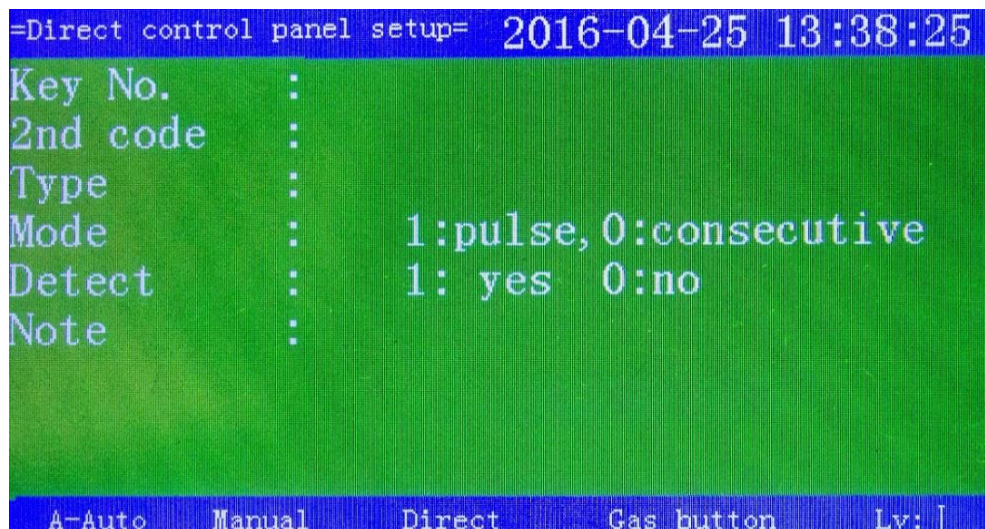 =Direct control panel setup= 2016-04-25 13:38:25
Key No. :
2nd code :
Type :
Mode : 1:pulse,0:consecutive
Detect : 1: yes 0:no
Note :
A-Auto Manual Direct Gas button Lv: